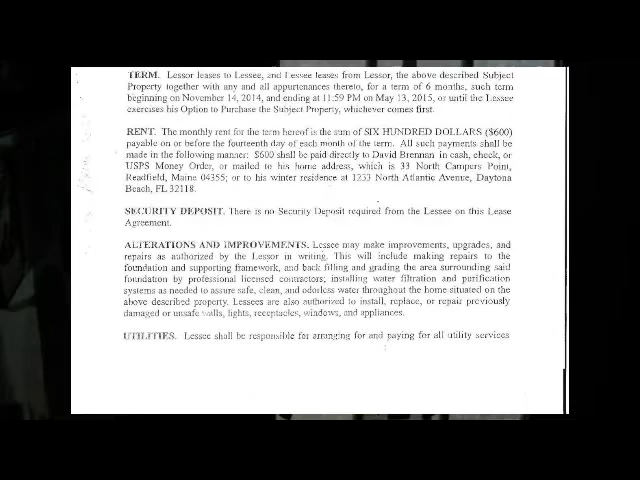 TERM. Lessor leases to Lessee, and Lessee leases from Lessor, the above described Subject
Property together with any and all appurtenances thereto, for a term of 6 months, such term
beginning on November 14, 2014, and ending at 11:59 PM on May 13, 2015, or until the Lessee
exercises his Option to Purchase the Subject Property, whichever comes first.
RENT. The monthly rent for the term hereof is the sum of SIX HUNDRED DOLLARS ($600)
payable on or before the fourteenth day of each month of the term. All such payments shall be
made in the following manner: $600 shall be paid directly to David Brennan in cash, check, or
USPS Money Order, or mailed to his home address, which is 33 North Campers Point,
Readfield, Maine 04355; or to his winter residence at 1233 North Atlantic Avenue, Daytona
Beach, FL 32118.
SECURITY DEPOSIT. There is no Security Deposit required from the Lessee on this Lease
Agreement.
ALTERATIONS AND IMPROVEMENTS. Lessee may make improvements, upgrades, and
repairs as authorized by the Lessor in writing. This will include making repairs to the
foundation and supporting framework, and back filling and grading the area surrounding said
foundation by professional licensed contractors; installing water filtration and purification
systems as needed to assure safe, clean, and odorless water throughout the home situated on the
above described property. Lessees are also authorized to install, replace, or repair previously
damaged or unsafe walls, lights, receptacles, windows, and appliances.
UTILITIES. Lessee shall be responsible for arranging for and paying for all utility services